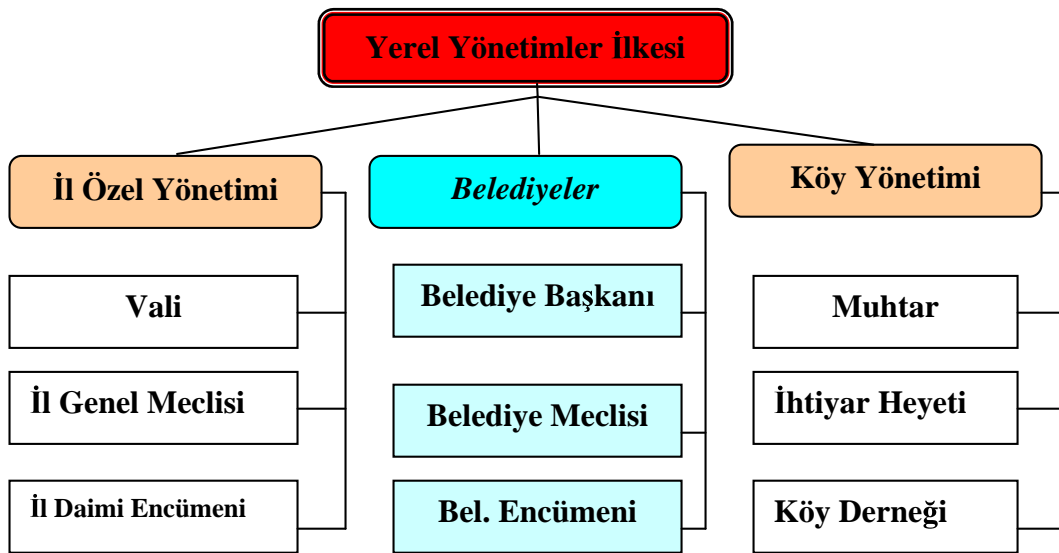 Yerel Yönetimler İlkesi
İl Özel Yönetimi
Belediyeler
Köy Yönetimi
Vali
Belediye Başkanı
Muhtar
İl Genel Meclisi
Belediye Meclisi
İhtiyar Heyeti
İl Daimi Encümeni
Bel. Encümeni
Köy Derneği